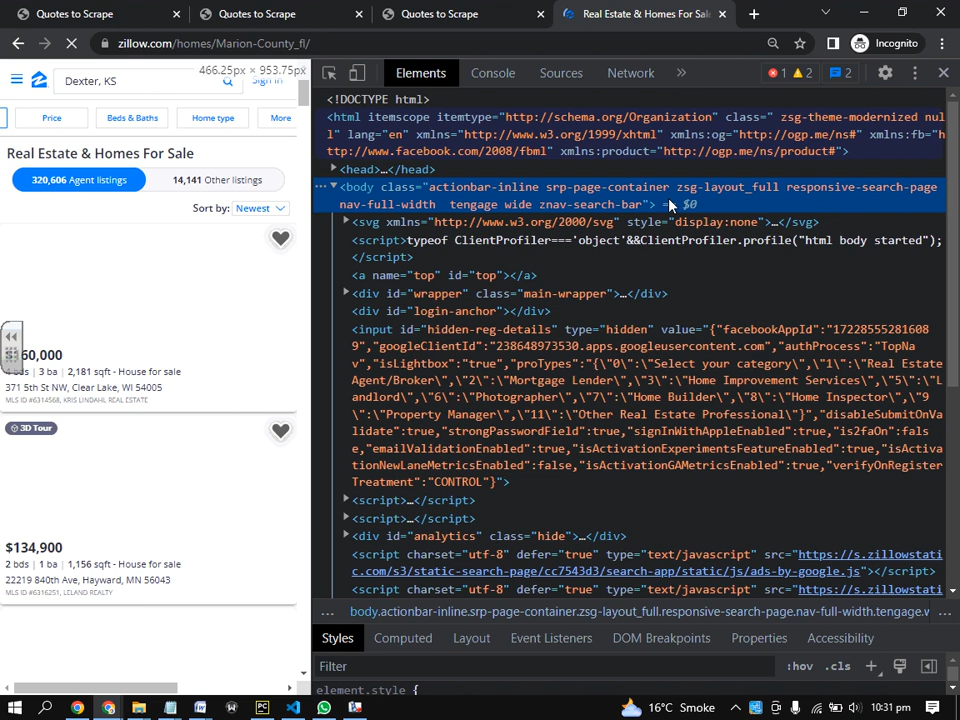 Quotes to Scrape
Quotes to Scrape
Quotes to Scrape
Real Estate & Homes For Sal
zillow.com/homes/Marion-County_fl/
Incognito
Dexter, KS
466.25px × 953.75px
Sign in
Price
Beds & Baths
Home type
More
Real Estate & Homes For Sale
320,606 Agent listings
14,141 Other listings
Sort by: Newest
$160,000
4 bds | 3 ba | 2,181 sqft - House for sale
371 5th St NW, Clear Lake, WI 54005
MLS ID #6314568, KRIS LINDAHL REAL ESTATE
3D Tour
$134,900
2 bds | 1 ba | 1,156 sqft - House for sale
22219 840th Ave, Hayward, MN 56043
MLS ID #6316251, LELAND REALTY
Elements
Console
Sources
Network
»
1
2
2
<!DOCTYPE html>
<html itemscope itemtype="http://schema.org/Organization" class=" zsg-theme-modernized nul
l" lang="en" xmlns="http://www.w3.org/1999/xhtml" xmlns:og="http://ogp.me/ns#" xmlns:fb="h
ttp://www.facebook.com/2008/fbml" xmlns:product="http://ogp.me/ns/product#">
<head>…</head>
<body class="actionbar-inline srp-page-container zsg-layout_full responsive-search-page
nav-full-width  tengage wide znav-search-bar"> == $0
<svg xmlns="http://www.w3.org/2000/svg" style="display:none">…</svg>
<script>typeof ClientProfiler==='object'&&ClientProfiler.profile("html body started");
</script>
<a name="top" id="top"></a>
<div id="wrapper" class="main-wrapper">…</div>
<div id="login-anchor"></div>
<input id="hidden-reg-details" type="hidden" value="{"facebookAppId":"17228555281608
9","googleClientId":"238648973530.apps.googleusercontent.com","authProcess":"TopNa
v","isLightbox":"true","proTypes":"{\"0\":\"Select your category\",\"1\":\"Real Estate
Agent/Broker\",\"2\":\"Mortgage Lender\",\"3\":\"Home Improvement Services\",\"5\":\"L
andlord\",\"6\":\"Photographer\",\"7\":\"Home Builder\",\"8\":\"Home Inspector\",\"9
\":\"Property Manager\",\"11\":\"Other Real Estate Professional\"}","disableSubmitOnVa
lidate":true,"strongPasswordField":true,"signInWithAppleEnabled":true,"is2faOn":fals
e,"emailValidationEnabled":true,"isActivationExperimentsFeatureEnabled":true,"isActiva
tionNewLaneMetricsEnabled":false,"isActivationGAMetricsEnabled":true,"verifyOnRegister
Treatment":"CONTROL"}">
<script>…</script>
<script>…</script>
<div id="analytics" class="hide">…</div>
<script charset="utf-8" defer="true" type="text/javascript" src="https://s.zillowstati
c.com/s3/static-search-page/cc7543d3/search-app/static/js/ads-by-google.js"></script>
<script charset="utf-8" defer="true" type="text/javascript" src="https://s.zillowstati
... body.actionbar-inline.srp-page-container.zsg-layout_full.responsive-search-page.nav-full-width.tengage.v ...
Styles
Computed
Layout
Event Listeners
DOM Breakpoints
Properties
Accessibility
Filter
:hov
.cls
element.style {
16°C Smoke
10:31 pm